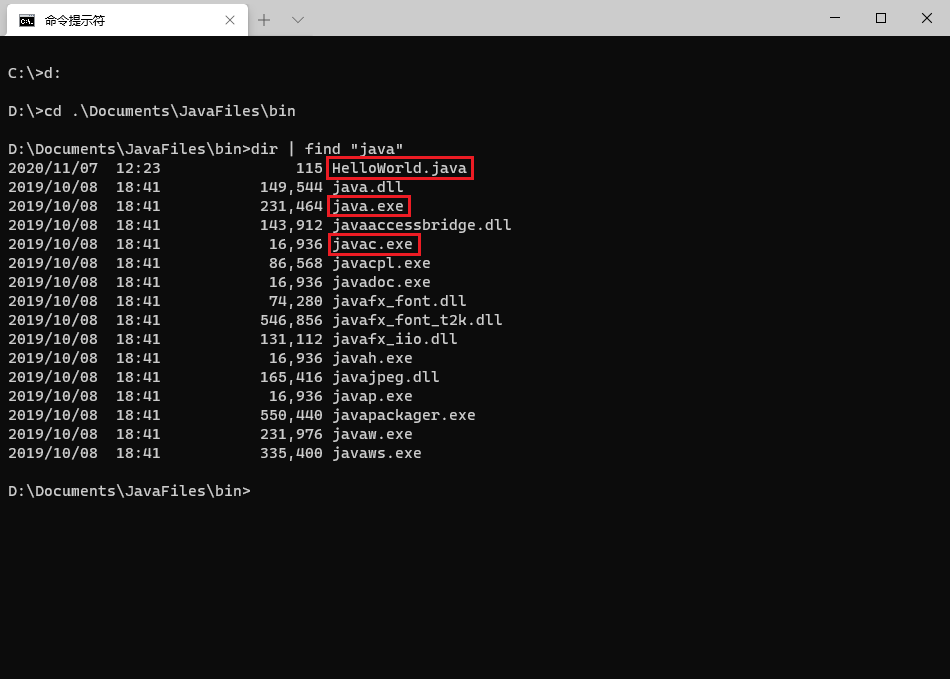 命令提示符
C:\>d:
D:\>cd .\Documents\JavaFiles\bin
D:\Documents\JavaFiles\bin>dir | find "java"
2020/11/07  12:23               115 HelloWorld.java
2019/10/08  18:41           149,544 java.dll
2019/10/08  18:41           231,464 java.exe
2019/10/08  18:41           143,912 javaaccessbridge.dll
2019/10/08  18:41            16,936 javac.exe
2019/10/08  18:41            86,568 javacpl.exe
2019/10/08  18:41            16,936 javadoc.exe
2019/10/08  18:41            74,280 javafx_font.dll
2019/10/08  18:41           546,856 javafx_font_t2k.dll
2019/10/08  18:41           131,112 javafx_iio.dll
2019/10/08  18:41            16,936 javah.exe
2019/10/08  18:41           165,416 javajpeg.dll
2019/10/08  18:41            16,936 javap.exe
2019/10/08  18:41           550,440 javapackager.exe
2019/10/08  18:41           231,976 javaw.exe
2019/10/08  18:41           335,400 javaws.exe
D:\Documents\JavaFiles\bin>